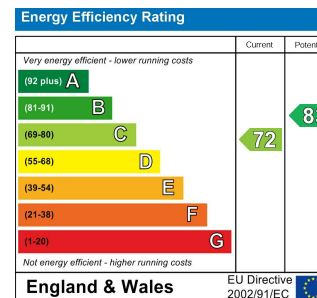 Energy Efficiency Rating
Current
Very energy efficient - lower running costs
(92 plus) A
(81-91) B
(69-80) C
72
(55-68) D
(39-54) E
(21-38) F
(1-20) G
Not energy efficient - higher running costs
England & Wales
EU Directive
2002/91/EC